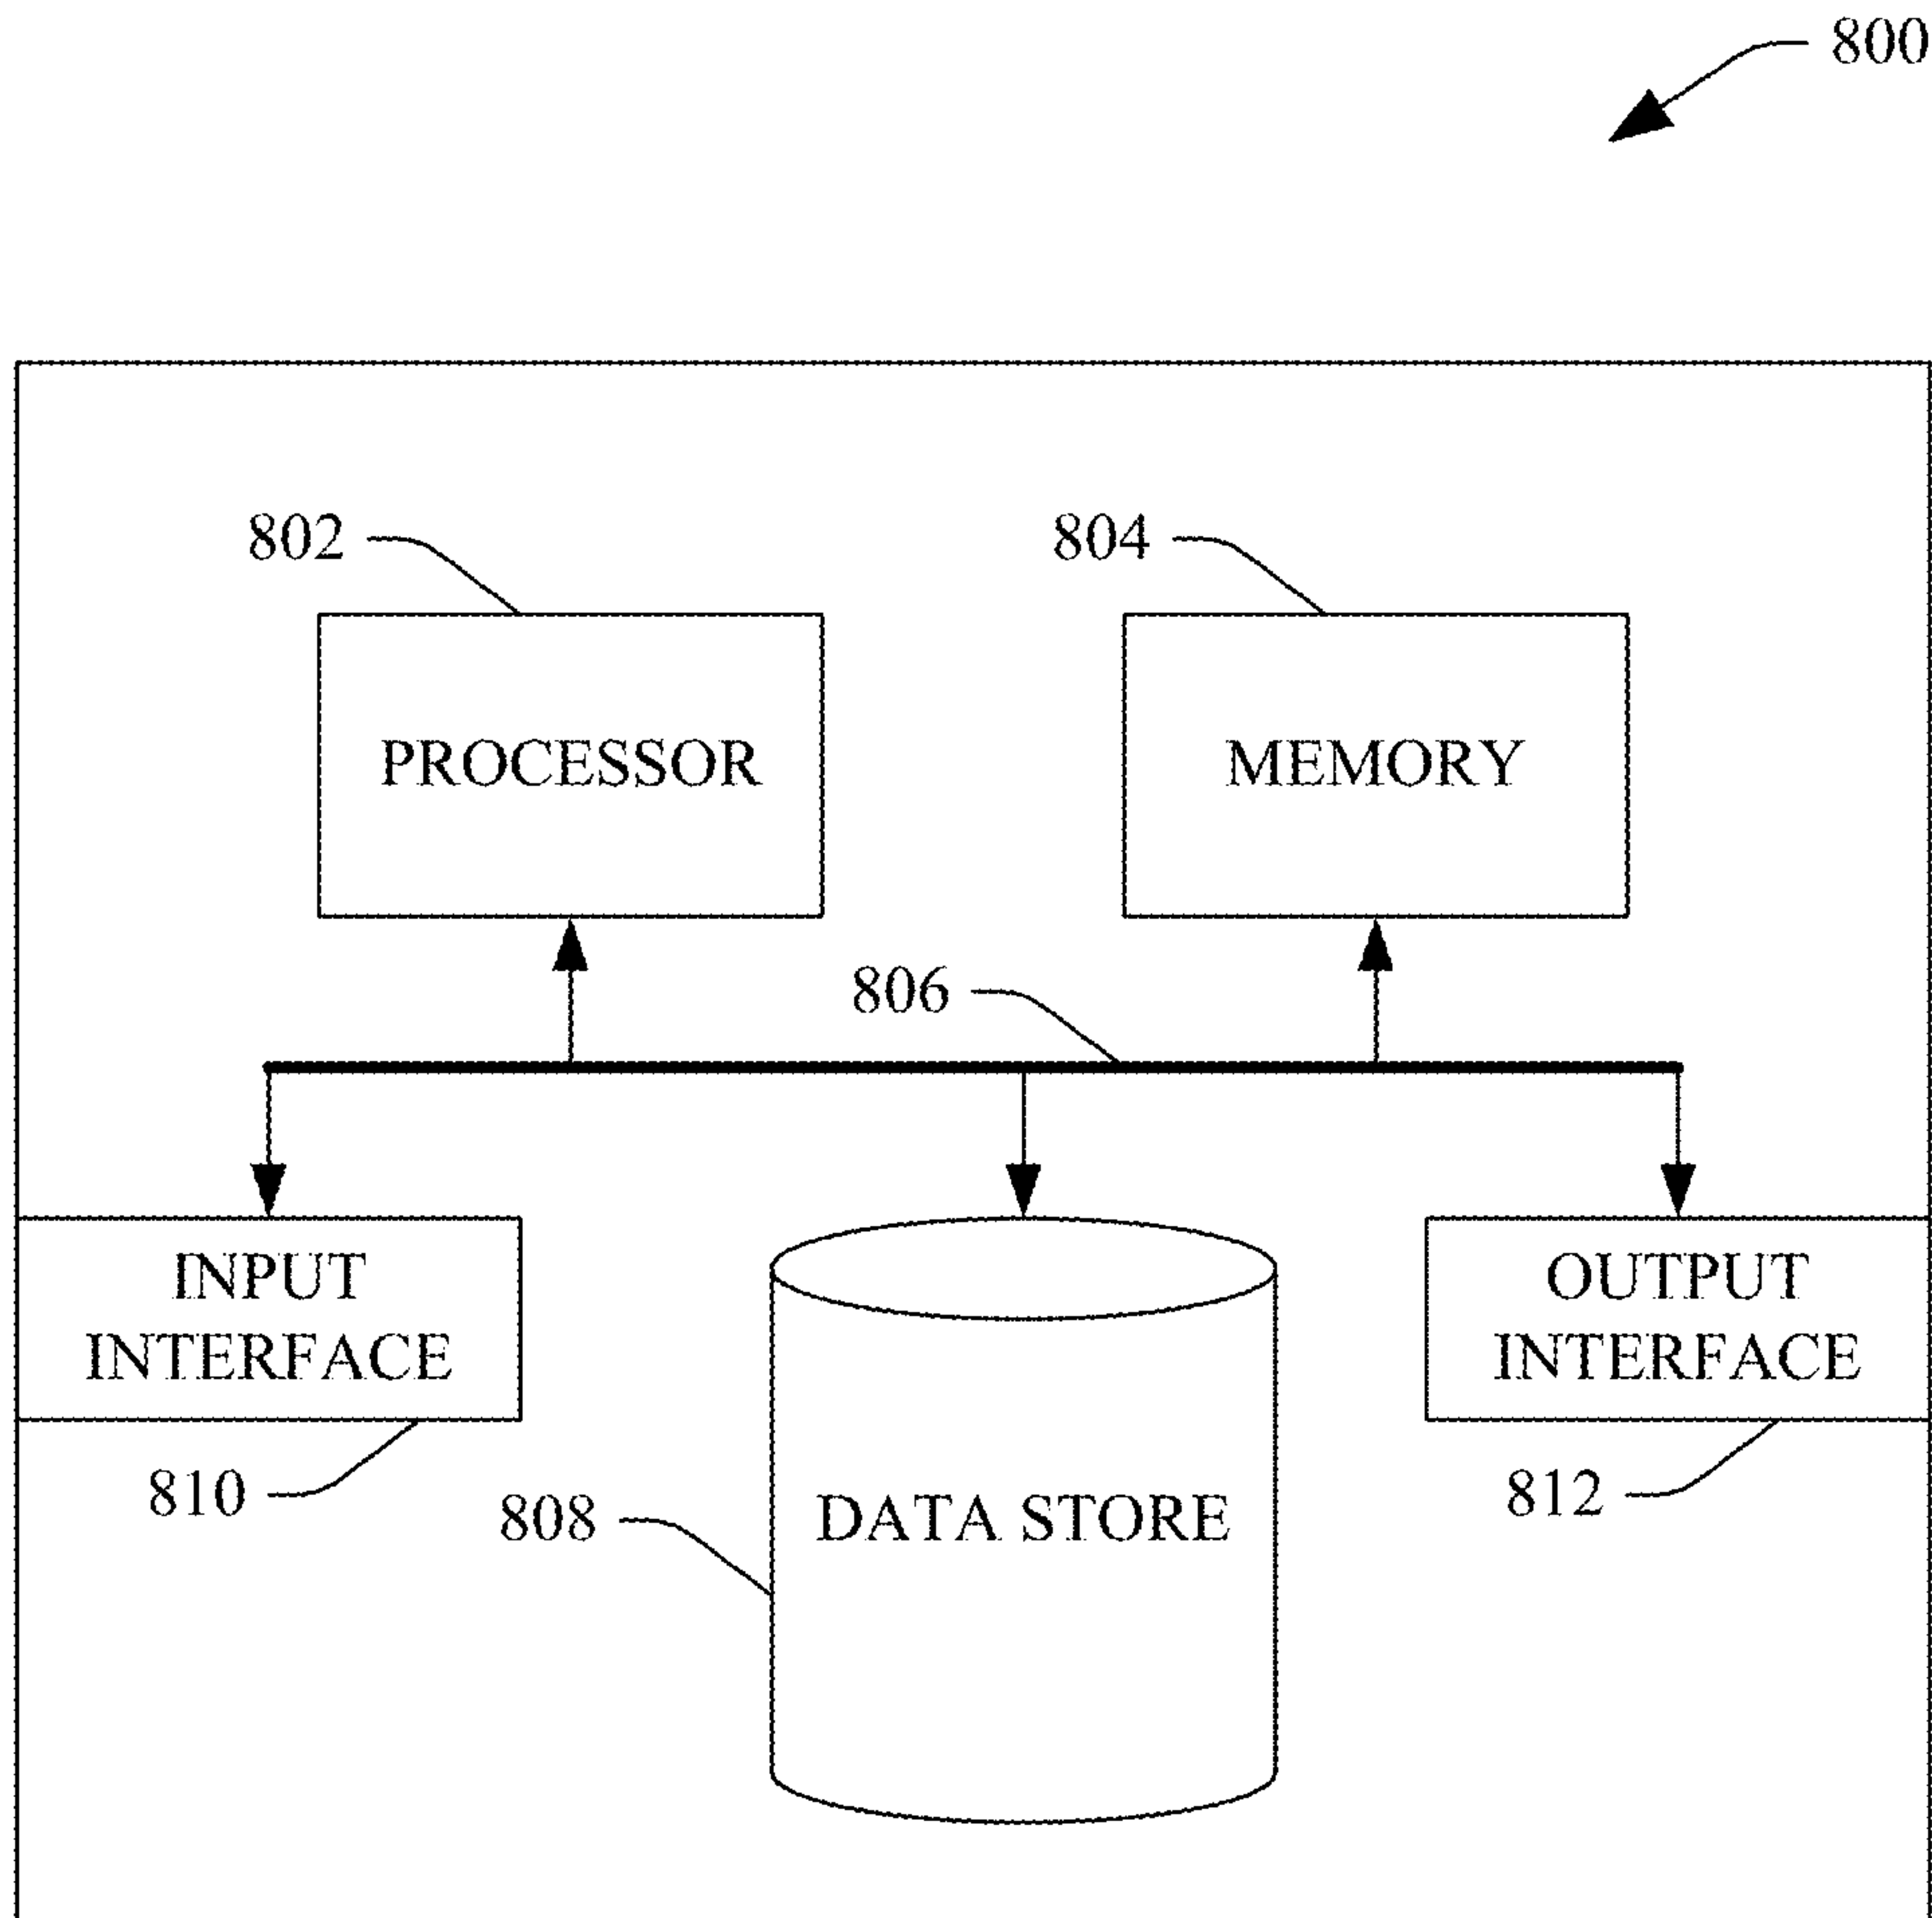 800
802
804
PROCESSOR
MEMORY
806
INPUT
INTERFACE
OUTPUT
INTERFACE
810
808
DATA STORE
812